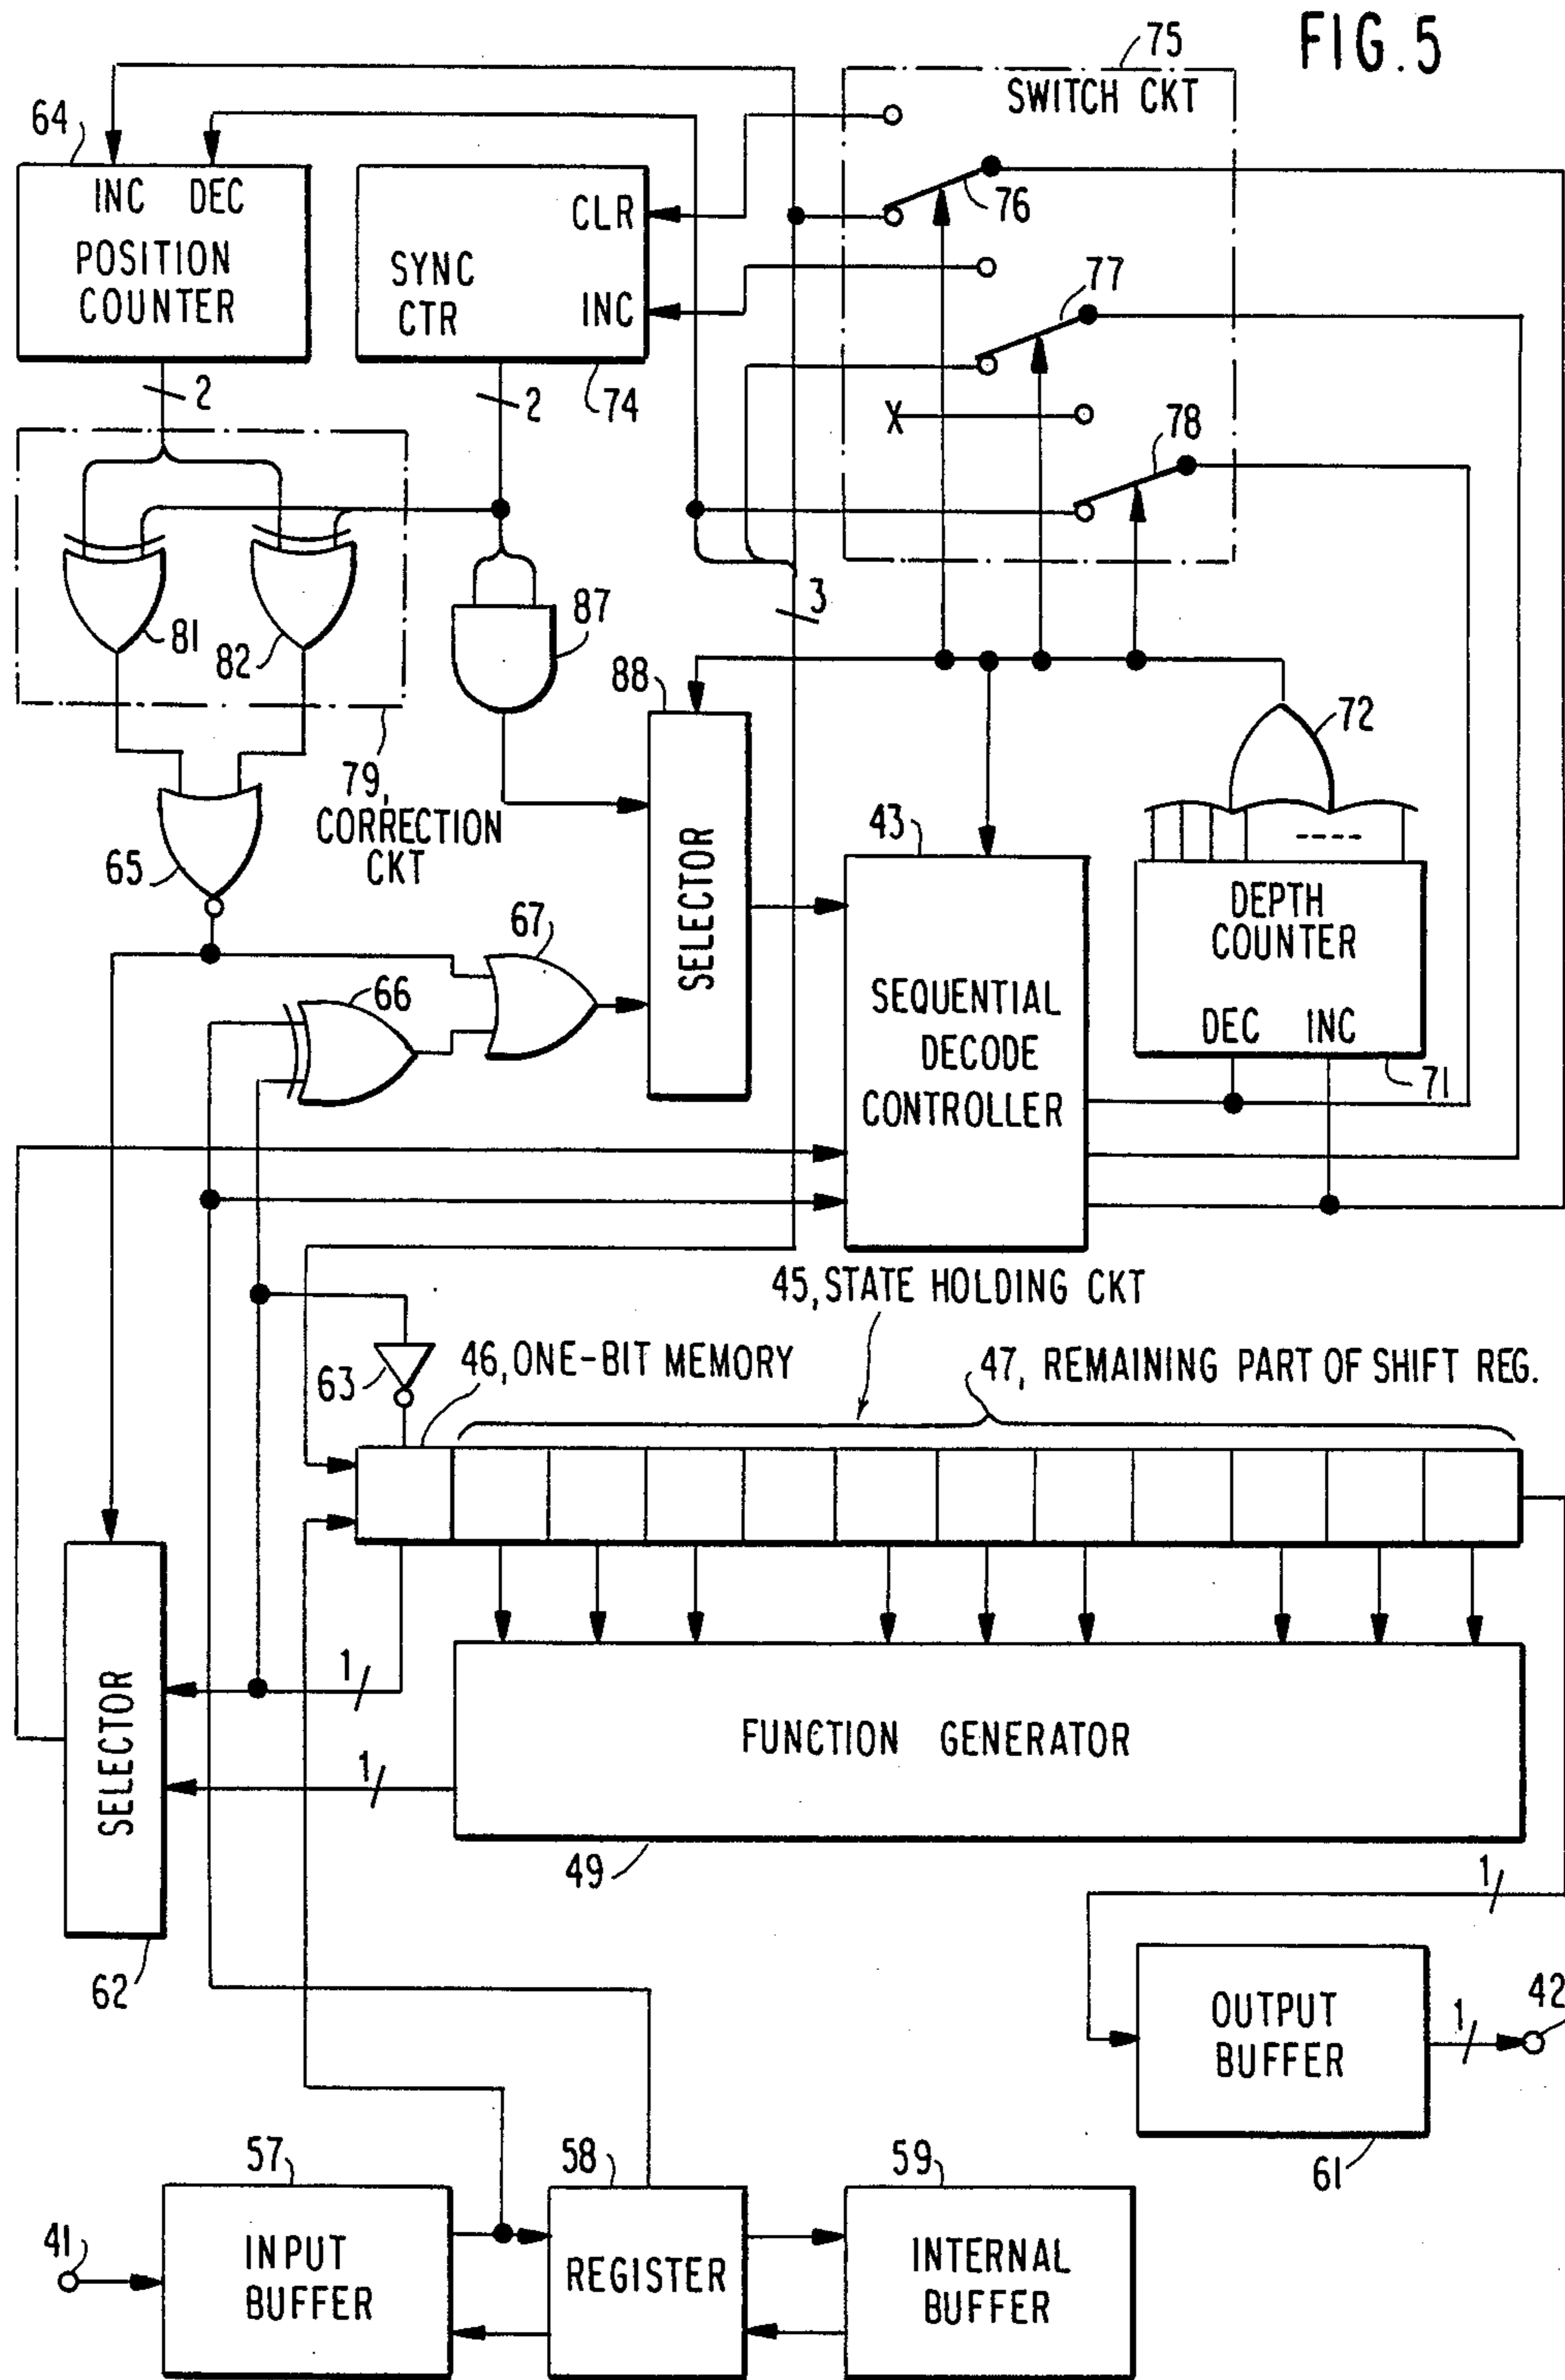 FIG. 5
75
SWITCH CKT
64
INC DEC
POSITION
COUNTER
CLR
SYNC
CTR
INC
74
76
77
78
X
2
2
81
82
87
3
88
72
79,
CORRECTION
CKT
65
SELECTOR
43
67
66
SEQUENTIAL
DECODE
CONTROLLER
DEPTH
COUNTER
DEC INC
71
45, STATE HOLDING CKT
63
46, ONE-BIT MEMORY
47, REMAINING PART OF SHIFT REG.
1
SELECTOR
1
FUNCTION GENERATOR
49
62
1
OUTPUT
BUFFER
1
42
61
57
58
59
41
INPUT
BUFFER
REGISTER
INTERNAL
BUFFER